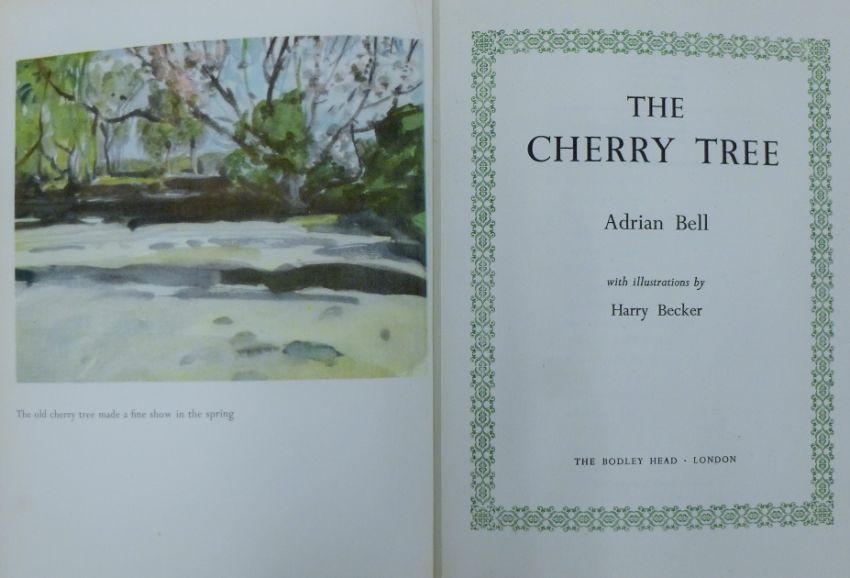 The old cherry tree made a fine show in the spring
THE
CHERRY TREE
Adrian Bell
with illustrations by
Harry Becker
THE BODLEY HEAD · LONDON